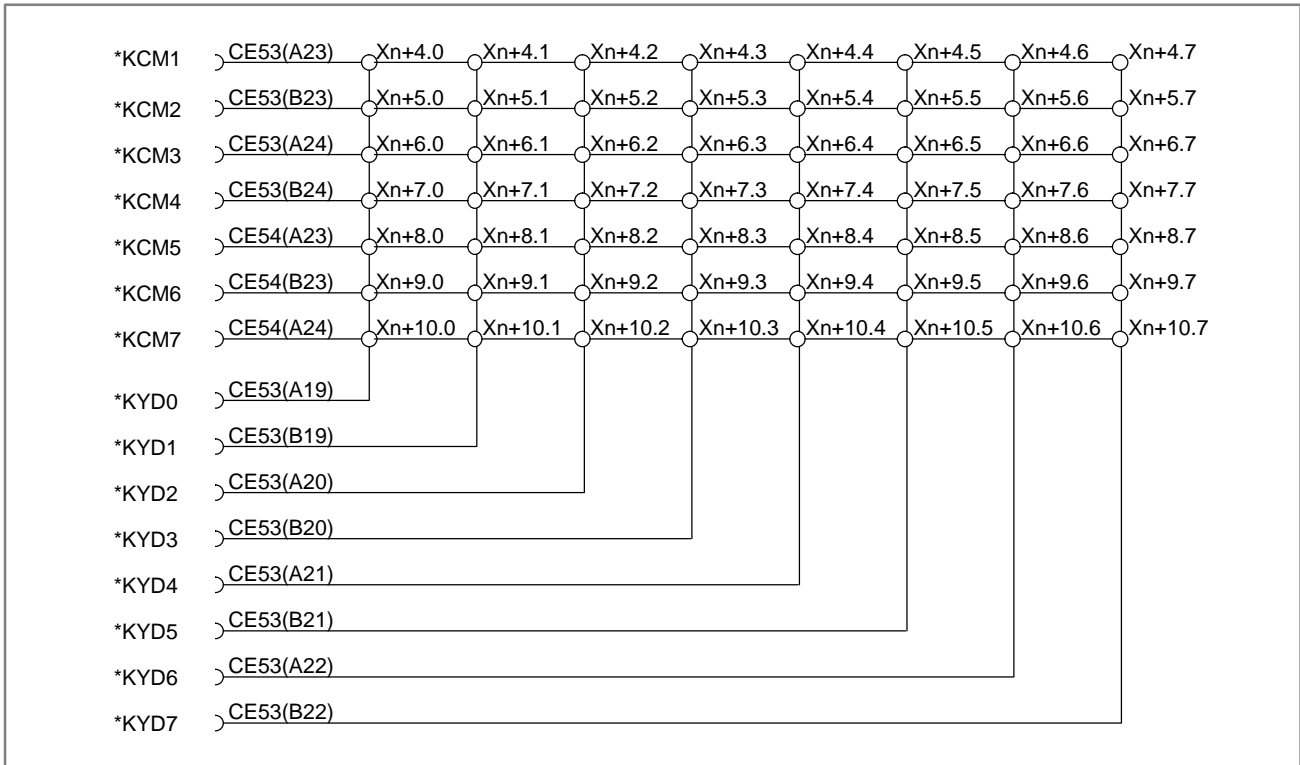 *KCM1 CE53(A23) Xn+4.0 Xn+4.1 Xn+4.2 Xn+4.3 Xn+4.4 Xn+4.5 Xn+4.6 Xn+4.7
*KCM2 CE53(B23) Xn+5.0 Xn+5.1 Xn+5.2 Xn+5.3 Xn+5.4 Xn+5.5 Xn+5.6 Xn+5.7
*KCM3 CE53(A24) Xn+6.0 Xn+6.1 Xn+6.2 Xn+6.3 Xn+6.4 Xn+6.5 Xn+6.6 Xn+6.7
*KCM4 CE53(B24) Xn+7.0 Xn+7.1 Xn+7.2 Xn+7.3 Xn+7.4 Xn+7.5 Xn+7.6 Xn+7.7
*KCM5 CE54(A23) Xn+8.0 Xn+8.1 Xn+8.2 Xn+8.3 Xn+8.4 Xn+8.5 Xn+8.6 Xn+8.7
*KCM6 CE54(B23) Xn+9.0 Xn+9.1 Xn+9.2 Xn+9.3 Xn+9.4 Xn+9.5 Xn+9.6 Xn+9.7
*KCM7 CE54(A24) Xn+10.0 Xn+10.1 Xn+10.2 Xn+10.3 Xn+10.4 Xn+10.5 Xn+10.6 Xn+10.7
*KYD0 CE53(A19)
*KYD1 CE53(B19)
*KYD2 CE53(A20)
*KYD3 CE53(B20)
*KYD4 CE53(A21)
*KYD5 CE53(B21)
*KYD6 CE53(A22)
*KYD7 CE53(B22)